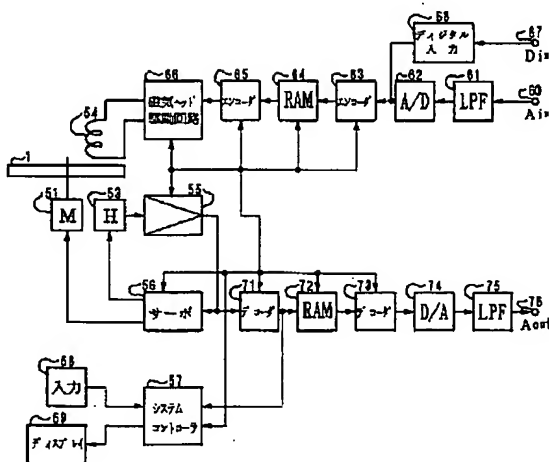 68
ディジタル
入力
67
Din
66
磁気ヘッド
駆動回路
65
エンコーダ
64
RAM
63
エンコーダ
62
A/D
61
LPF
60
Ain
54
1
51
M
53
H
55
56
サーボ
71
デコーダ
72
RAM
73
デコーダ
74
D/A
75
LPF
76
Aout
68
入力
57
システム
コントローラ
69
ディスプレイ